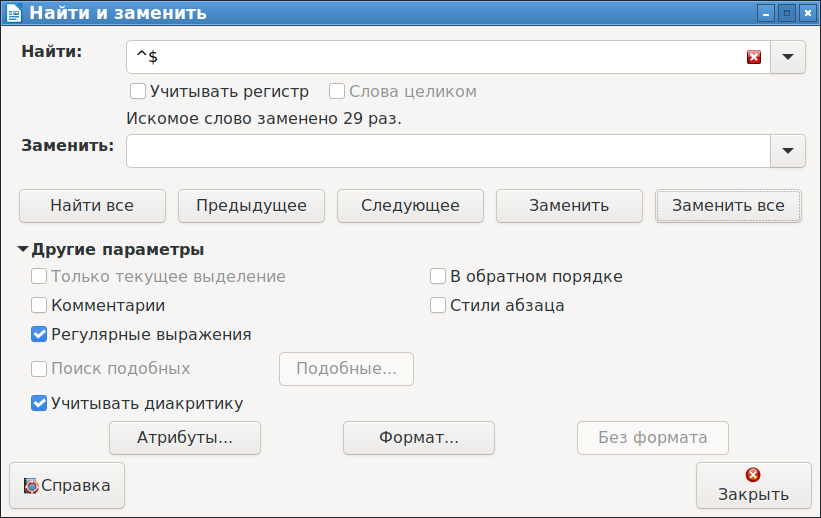 Найти и заменить
Найти: ^$
Учитывать регистр Слова целиком
Искомое слово заменено 29 раз.
Заменить:
Найти все Предыдущее Следующее Заменить Заменить все
Другие параметры
Только текущее выделение В обратном порядке
Комментарии Стили абзаца
Регулярные выражения
Поиск подобных Подобные...
Учитывать диакритику
Атрибуты... Формат... Без формата
Справка Закрыть